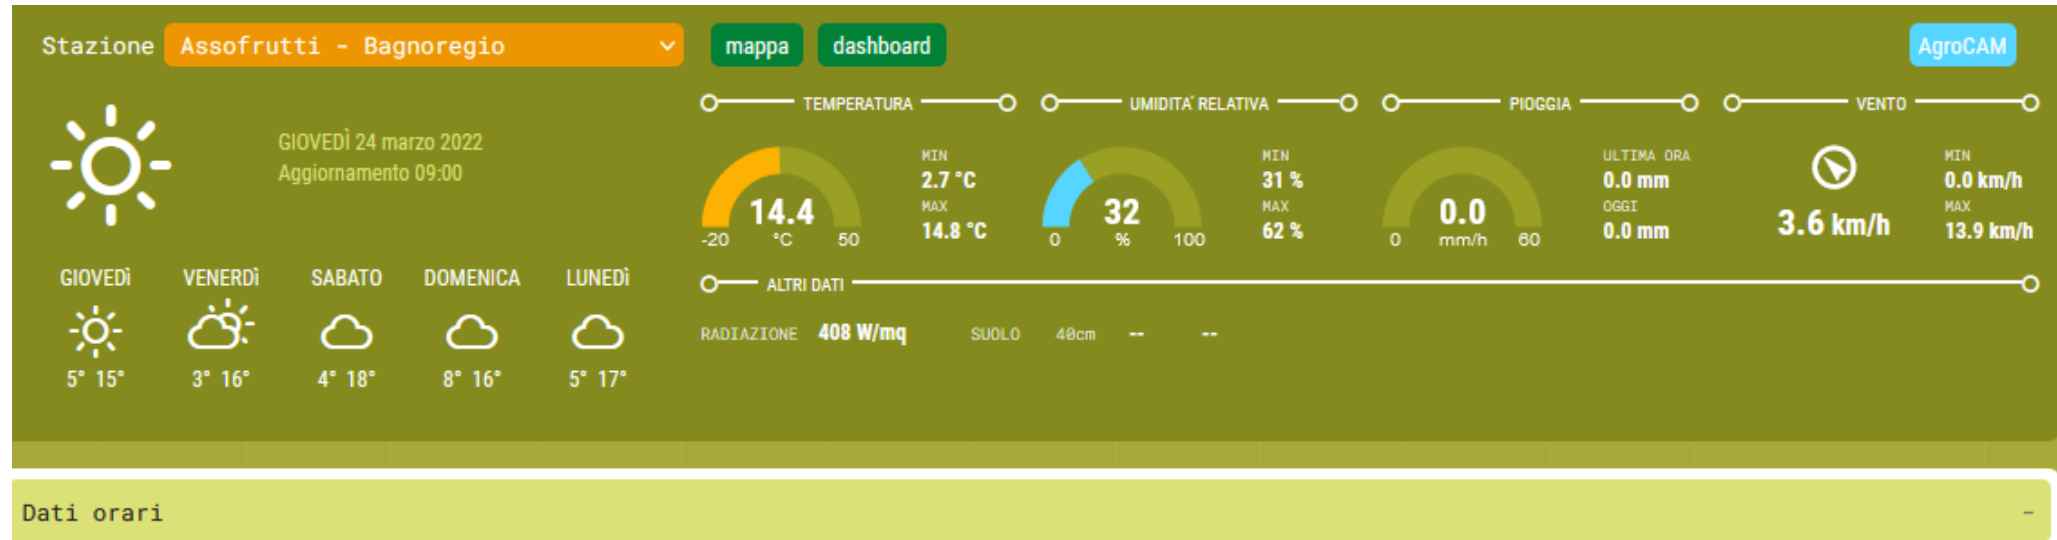 Stazione Assofrutti - Bagnoregio mappa dashboard AgroCAM
GIOVEDÌ 24 marzo 2022
Aggiornamento 09:00
GIOVEDì VENERDì SABATO DOMENICA LUNEDì
5° 15° 3° 16° 4° 18° 8° 16° 5° 17°
TEMPERATURA
14.4
°C
-20 50
MIN
2.7 °C
MAX
14.8 °C
UMIDITA' RELATIVA
32
%
0 100
MIN
31 %
MAX
62 %
PIOGGIA
0.0
mm/h
0 60
ULTIMA ORA
0.0 mm
OGGI
0.0 mm
VENTO
3.6 km/h
MIN
0.0 km/h
MAX
13.9 km/h
ALTRI DATI
RADIAZIONE 408 W/mq SUOLO 40cm -- --
Dati orari -